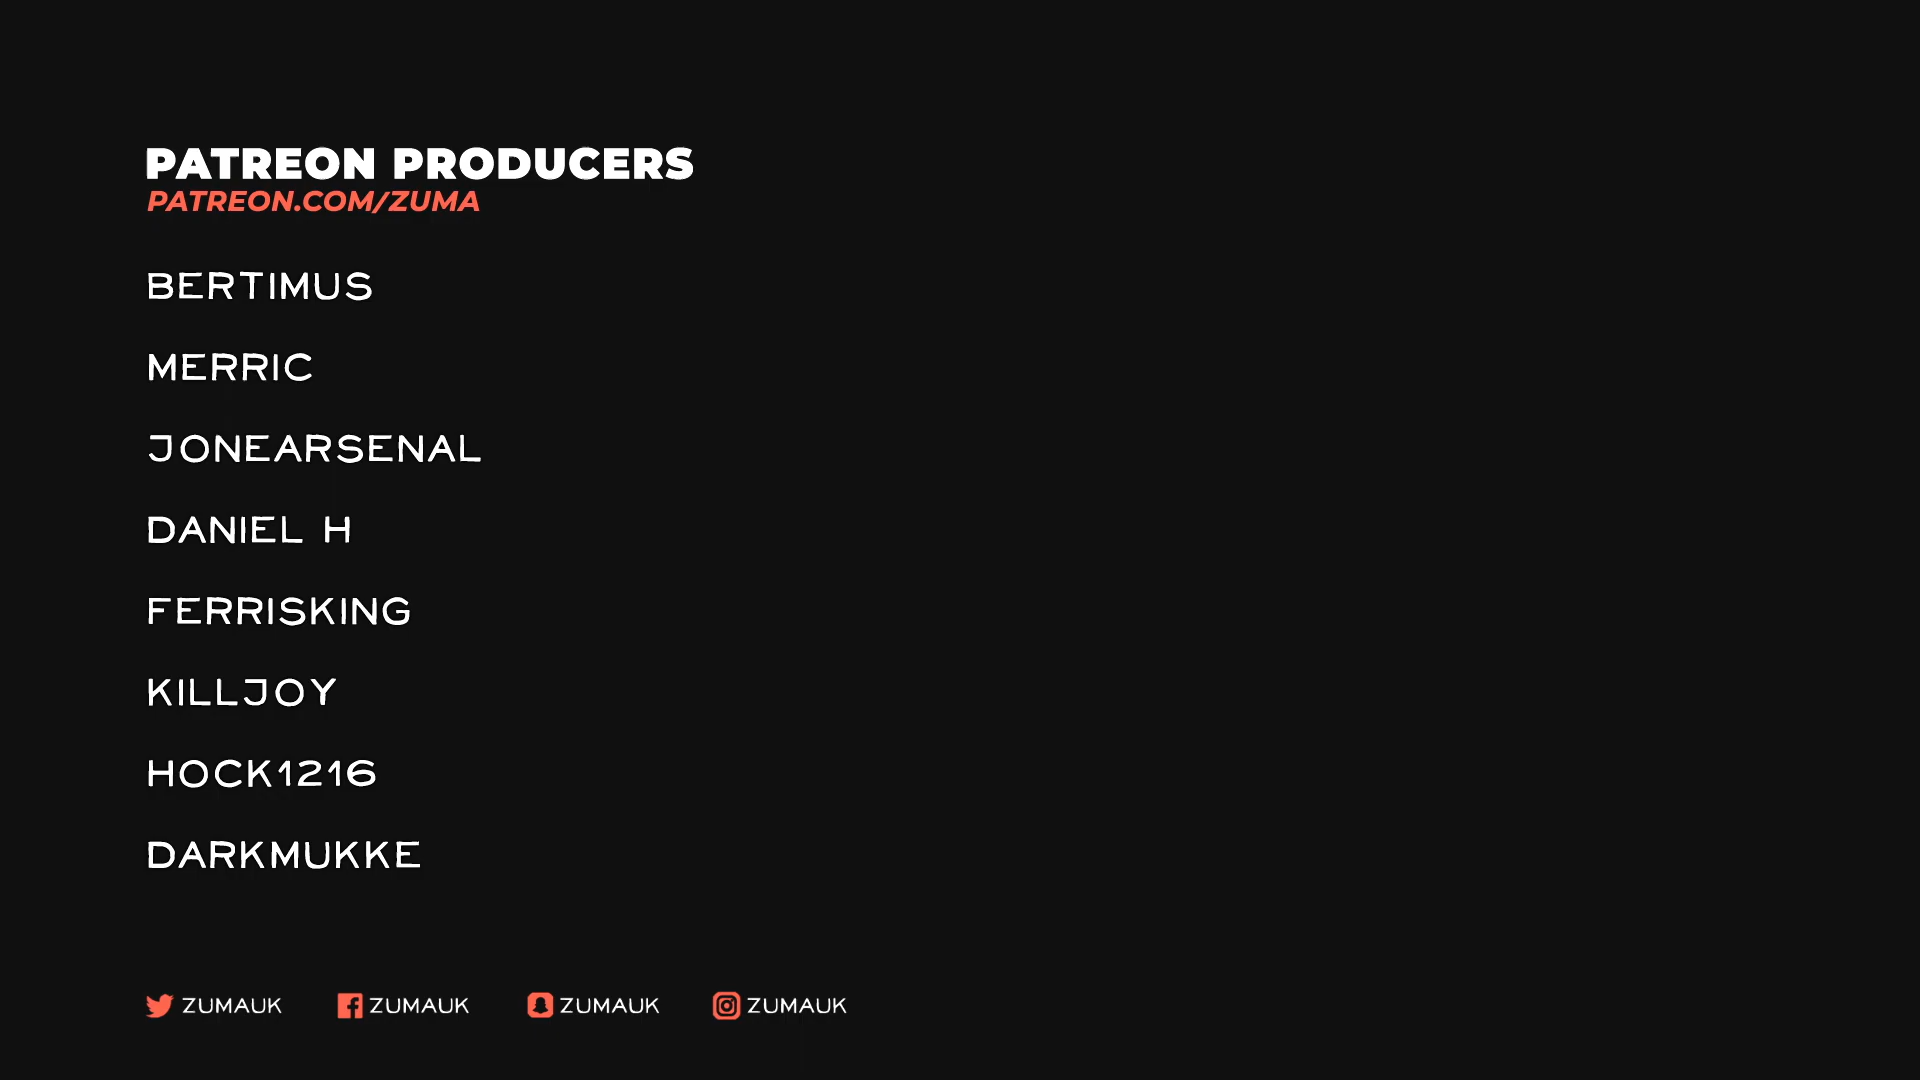 PATREON PRODUCERS
PATREON.COM/ZUMA
BERTIMUS
MERRIC
JONEARSENAL
DANIEL H
FERRISKING
KILLJOY
HOCK1216
DARKMUKKE
ZUMAUK ZUMAUK ZUMAUK ZUMAUK